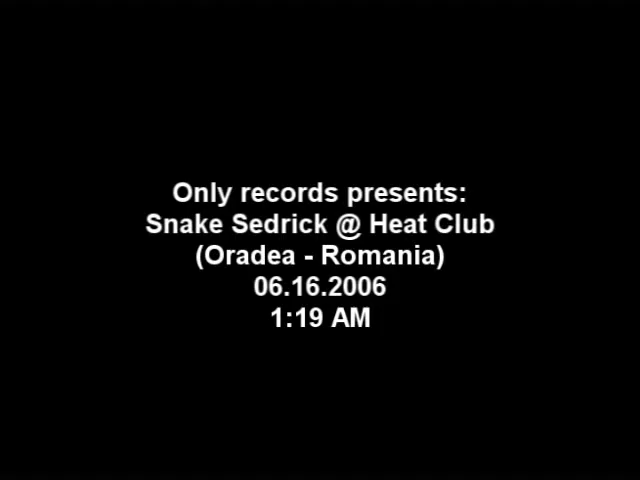 Only records presents:
Snake Sedrick @ Heat Club
(Oradea - Romania)
06.16.2006
1:19 AM